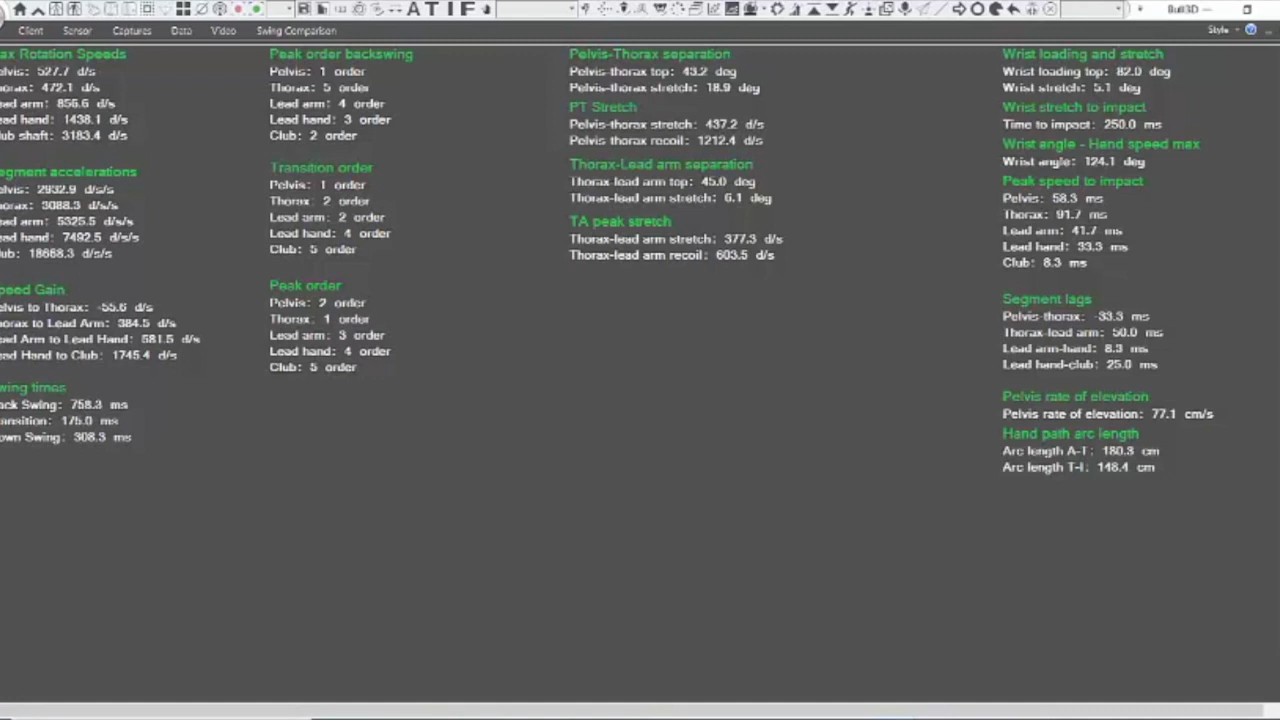 A T I F
Bull3D
Client Sensor Captures Data Video Swing Comparison Style
ax Rotation Speeds
elvis: 527.7 d/s
orax: 472.1 d/s
ead arm: 856.6 d/s
ead hand: 1438.1 d/s
ub shaft: 3183.4 d/s
egment accelerations
elvis: 2932.9 d/s/s
orax: 3088.3 d/s/s
ead arm: 5325.5 d/s/s
ead hand: 7492.5 d/s/s
ub: 18668.3 d/s/s
peed Gain
elvis to Thorax: -55.6 d/s
orax to Lead Arm: 384.5 d/s
ead Arm to Lead Hand: 581.5 d/s
ead Hand to Club: 1745.4 d/s
wing times
ack Swing: 758.3 ms
ansition: 175.0 ms
own Swing: 308.3 ms
Peak order backswing
Pelvis: 1 order
Thorax: 5 order
Lead arm: 4 order
Lead hand: 3 order
Club: 2 order
Transition order
Pelvis: 1 order
Thorax: 2 order
Lead arm: 2 order
Lead hand: 4 order
Club: 5 order
Peak order
Pelvis: 2 order
Thorax: 1 order
Lead arm: 3 order
Lead hand: 4 order
Club: 5 order
Pelvis-Thorax separation
Pelvis-thorax top: 43.2 deg
Pelvis-thorax stretch: 18.9 deg
PT Stretch
Pelvis-thorax stretch: 437.2 d/s
Pelvis-thorax recoil: 1212.4 d/s
Thorax-Lead arm separation
Thorax-lead arm top: 45.0 deg
Thorax-lead arm stretch: 6.1 deg
TA peak stretch
Thorax-lead arm stretch: 377.3 d/s
Thorax-lead arm recoil: 603.5 d/s
Wrist loading and stretch
Wrist loading top: 82.0 deg
Wrist stretch: 5.1 deg
Wrist stretch to impact
Time to impact: 250.0 ms
Wrist angle - Hand speed max
Wrist angle: 124.1 deg
Peak speed to impact
Pelvis: 58.3 ms
Thorax: 91.7 ms
Lead arm: 41.7 ms
Lead hand: 33.3 ms
Club: 8.3 ms
Segment lags
Pelvis-thorax: -33.3 ms
Thorax-lead arm: 50.0 ms
Lead arm-hand: 8.3 ms
Lead hand-club: 25.0 ms
Pelvis rate of elevation
Pelvis rate of elevation: 77.1 cm/s
Hand path arc length
Arc length A-T: 180.3 cm
Arc length T-I: 148.4 cm